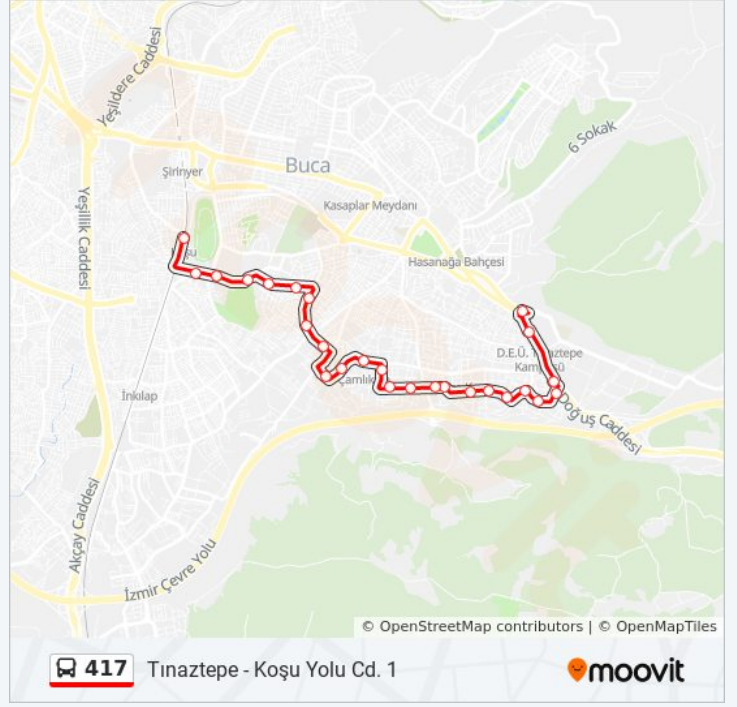 Yeşildere Caddesi
6 Sokak
Buca
Şirinyer
Yeşillik Caddesi
Kasaplar Meydanı
Hasanağa Bahçesi
D.E.Ü. Tınaztepe
Çamlık
İnkılap
Doğuş Caddesi
Akçay Caddesi
İzmir Çevre Yolu
© OpenStreetMap contributors | © OpenMapTiles
417 Tınaztepe - Koşu Yolu Cd. 1
moovit